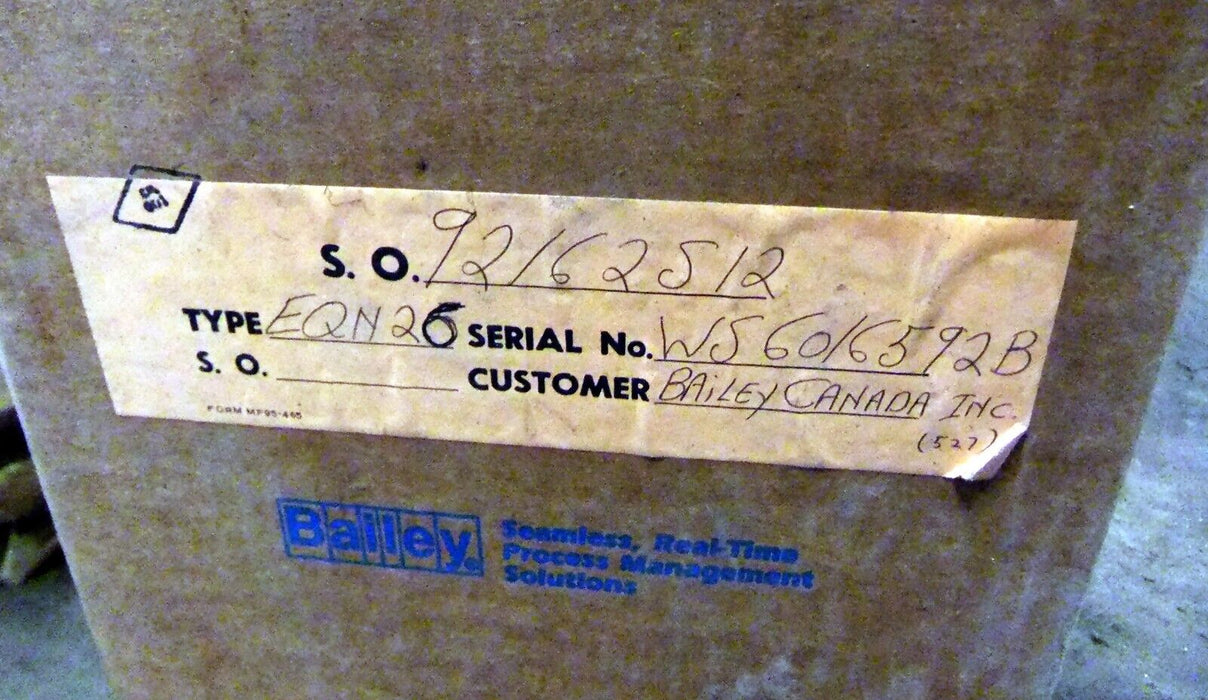 S. O. 92162512
TYPE EQN26 SERIAL No. WS6016592B
S. O. CUSTOMER BAiLEY CANADA INC.
(527)
FORM MF95-465
Bailey® Seamless, Real-Time
Process Management
Solutions